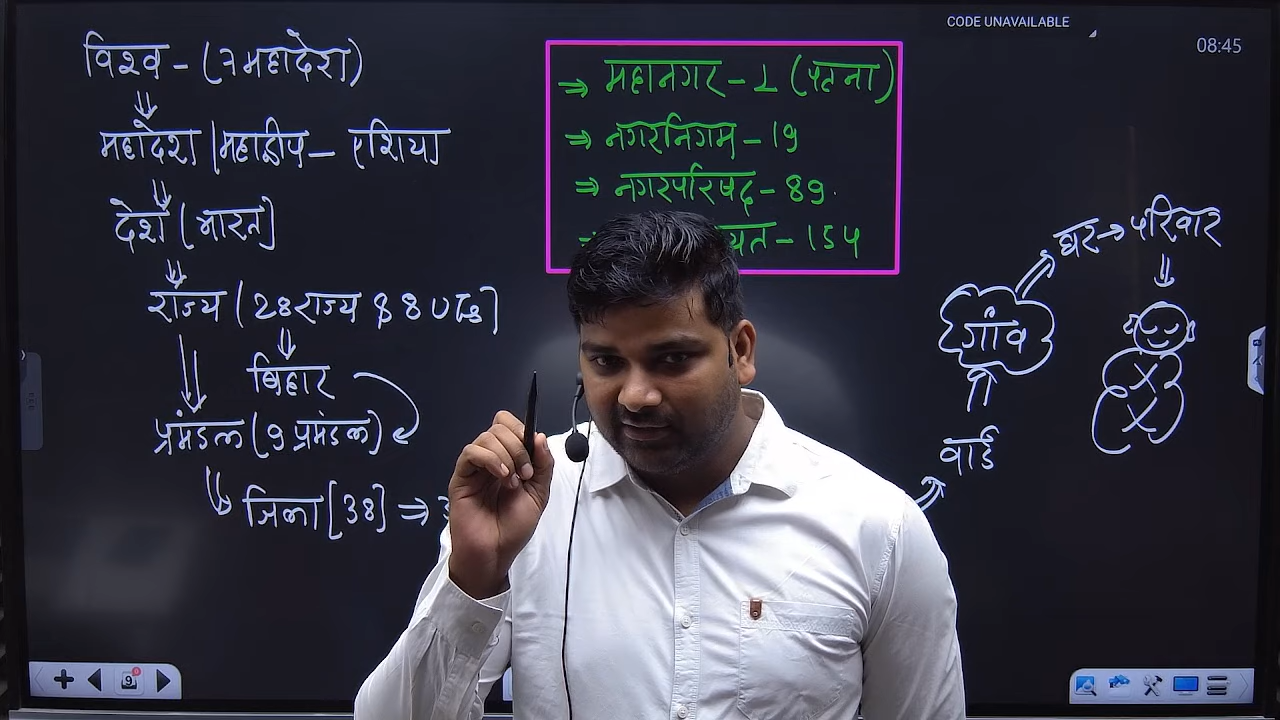 CODE UNAVAILABLE
08:45
विश्व - (7 महादेश)
महादेश | महाद्वीप - एशिया
देश [भारत]
राज्य (28 राज्य & 8 UTs]
बिहार
प्रमंडल (9 प्रमंडल)
जिला [38] ⇒
⇒ महानगर - 1 (पटना)
⇒ नगरनिगम - 19
⇒ नगरपरिषद - 89
यत - 154
घर → परिवार
गांव
वार्ड
9